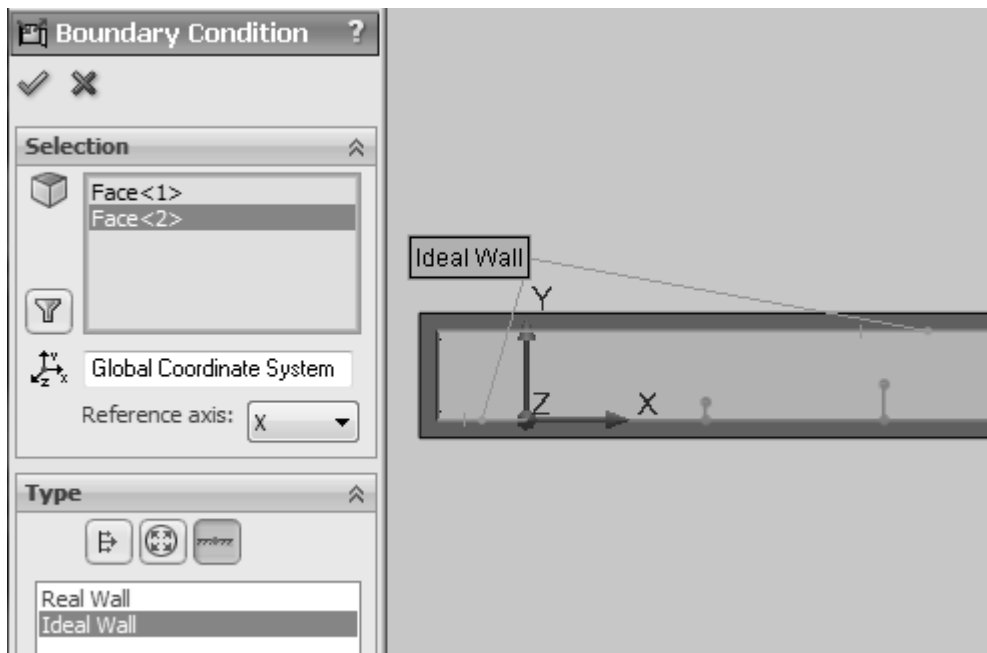 Boundary Condition ?
Selection
Face<1>
Face<2>
Global Coordinate System
Reference axis: X
Type
Real Wall
Ideal Wall
Ideal Wall
Y
Z X